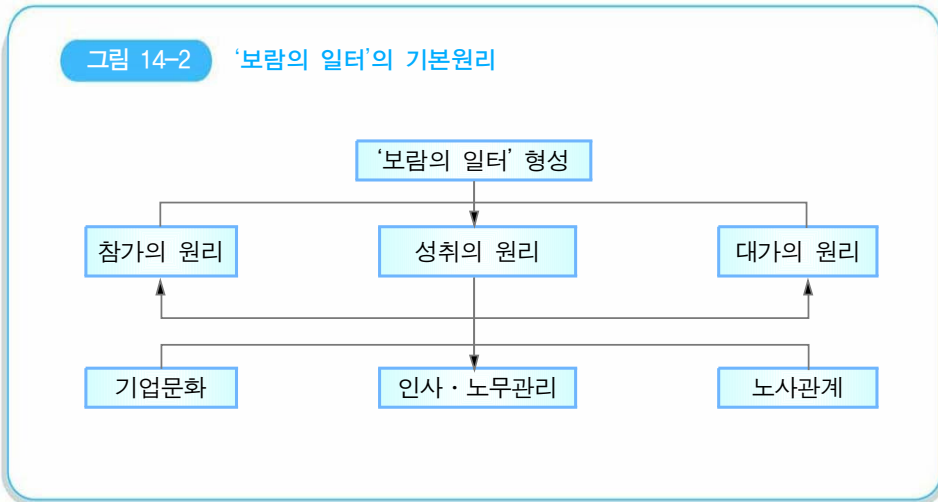 그림 14-2 ‘보람의 일터’의 기본원리
‘보람의 일터’ 형성
참가의 원리 성취의 원리 대가의 원리
기업문화 인사·노무관리 노사관계